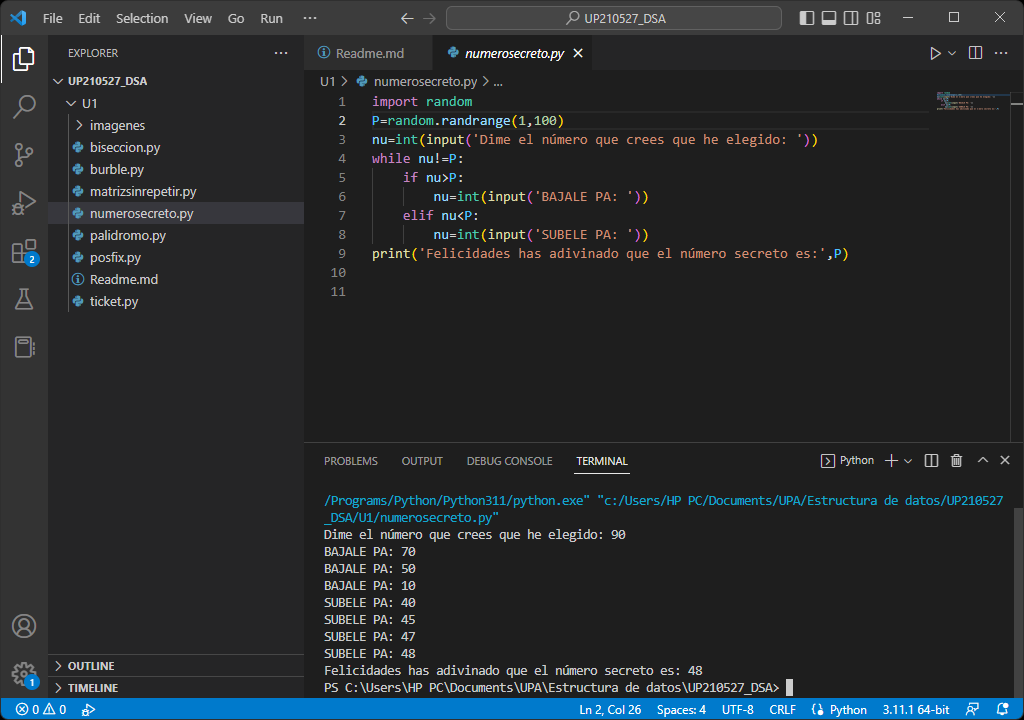 File Edit Selection View Go Run ··· UP210527_DSA
EXPLORER ···
UP210527_DSA
U1
imagenes
biseccion.py
burble.py
matrizsinrepetir.py
numerosecreto.py
palidromo.py
posfix.py
Readme.md
ticket.py
OUTLINE
TIMELINE
2
1
Readme.md numerosecreto.py
U1 > numerosecreto.py > ...
1 import random
2 P=random.randrange(1,100)
3 nu=int(input('Dime el número que crees que he elegido: '))
4 while nu!=P:
5 if nu>P:
6 nu=int(input('BAJALE PA: '))
7 elif nu<P:
8 nu=int(input('SUBELE PA: '))
9 print('Felicidades has adivinado que el número secreto es:',P)
10
11
PROBLEMS OUTPUT DEBUG CONSOLE TERMINAL Python
/Programs/Python/Python311/python.exe" "c:/Users/HP PC/Documents/UPA/Estructura de datos/UP210527
_DSA/U1/numerosecreto.py"
Dime el número que crees que he elegido: 90
BAJALE PA: 70
BAJALE PA: 50
BAJALE PA: 10
SUBELE PA: 40
SUBELE PA: 45
SUBELE PA: 47
SUBELE PA: 48
Felicidades has adivinado que el número secreto es: 48
PS C:\Users\HP PC\Documents\UPA\Estructura de datos\UP210527_DSA>
0 0 Ln 2, Col 26 Spaces: 4 UTF-8 CRLF Python 3.11.1 64-bit